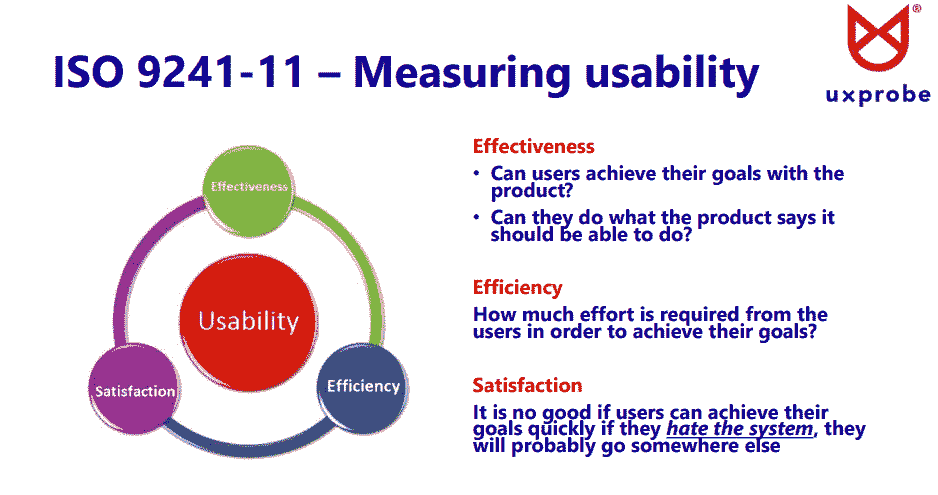 ISO 9241-11 – Measuring usability
®
uxprobe
Effectiveness
Usability
Satisfaction
Efficiency
Effectiveness
• Can users achieve their goals with the
product?
• Can they do what the product says it
should be able to do?
Efficiency
How much effort is required from the
users in order to achieve their goals?
Satisfaction
It is no good if users can achieve their
goals quickly if they hate the system, they
will probably go somewhere else